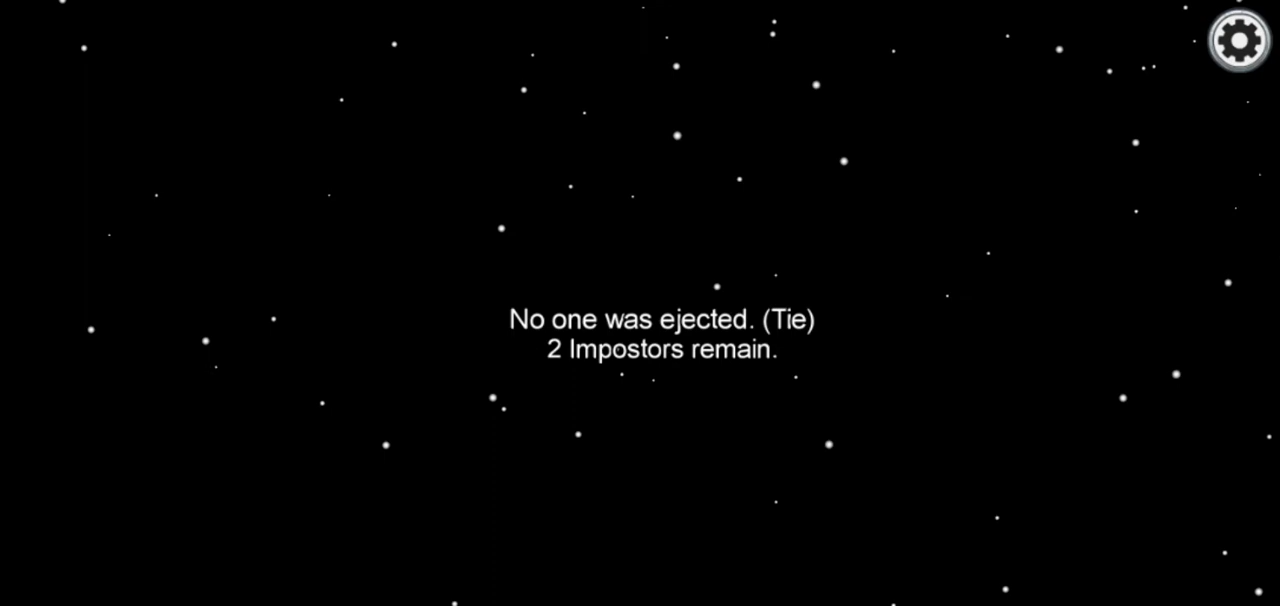 No one was ejected. (Tie)
2 Impostors remain.